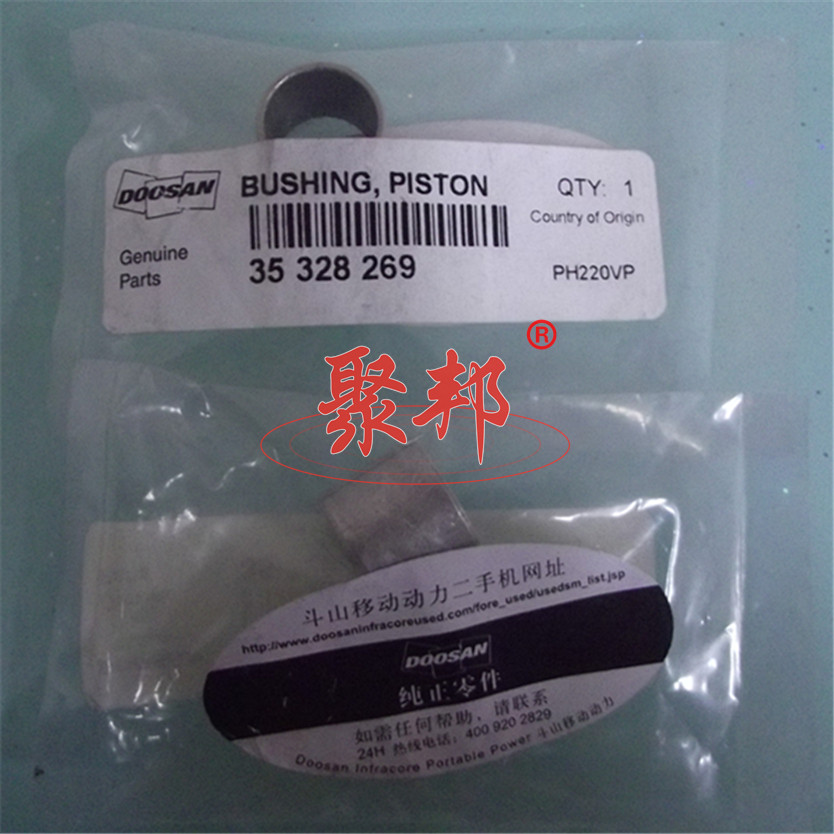 DOOSAN
BUSHING, PISTON
QTY: 1
Country of Origin
Genuine
Parts
35 328 269
PH220VP
®
聚邦
斗山移动动力二手机网址
http://www.doosaninfracoreused.com/fore_used/usedsm_list.jsp
DOOSAN
纯正零件
如需任何帮助、请联系
24H 热线电话: 400 920 2829
Doosan Infracore Portable Power 斗山移动动力